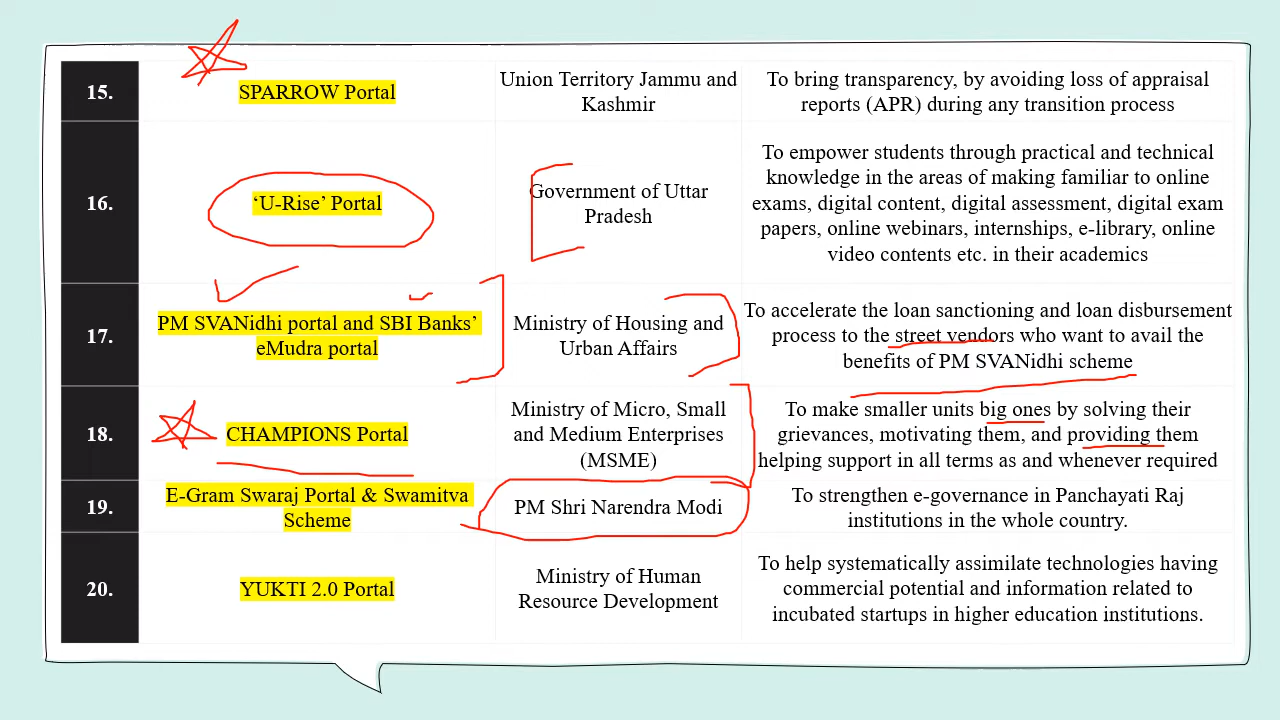 15.
SPARROW Portal
Union Territory Jammu and
Kashmir
To bring transparency, by avoiding loss of appraisal
reports (APR) during any transition process
16.
‘U-Rise’ Portal
Government of Uttar
Pradesh
To empower students through practical and technical
knowledge in the areas of making familiar to online
exams, digital content, digital assessment, digital exam
papers, online webinars, internships, e-library, online
video contents etc. in their academics
17.
PM SVANidhi portal and SBI Banks’
eMudra portal
Ministry of Housing and
Urban Affairs
To accelerate the loan sanctioning and loan disbursement
process to the street vendors who want to avail the
benefits of PM SVANidhi scheme
18.
CHAMPIONS Portal
Ministry of Micro, Small
and Medium Enterprises
(MSME)
To make smaller units big ones by solving their
grievances, motivating them, and providing them
helping support in all terms as and whenever required
19.
E-Gram Swaraj Portal & Swamitva
Scheme
PM Shri Narendra Modi
To strengthen e-governance in Panchayati Raj
institutions in the whole country.
20.
YUKTI 2.0 Portal
Ministry of Human
Resource Development
To help systematically assimilate technologies having
commercial potential and information related to
incubated startups in higher education institutions.